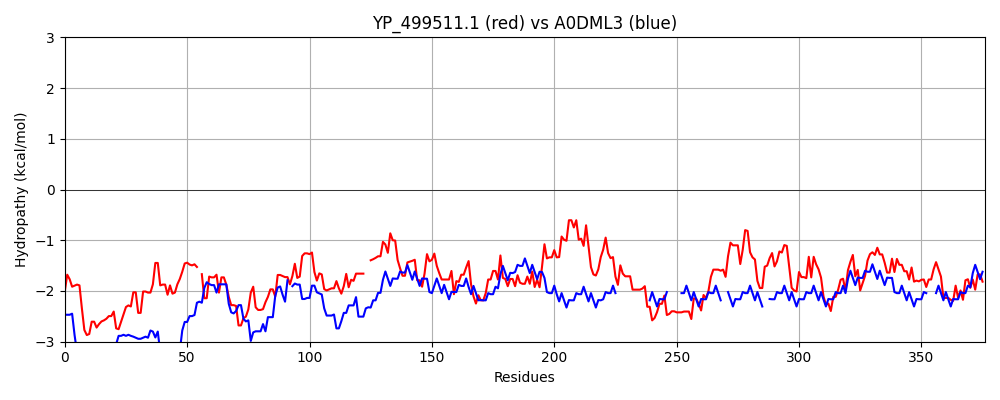 YP_499511.1 (red) vs A0DML3 (blue)
Hydropathy (kcal/mol)
3
2
1
0
−1
−2
−3
0 50 100 150 200 250 300 350
Residues